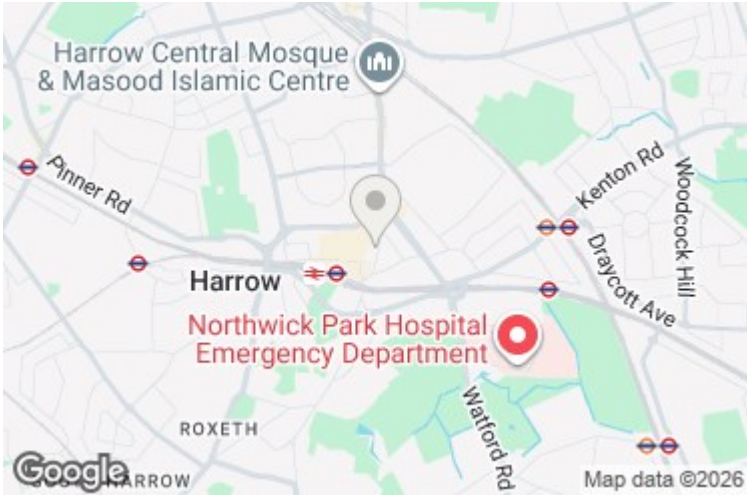 Harrow Central Mosque
& Masood Islamic Centre
Pinner Rd
Kenton Rd
Woodcock Hill
Draycott Ave
Harrow
Northwick Park Hospital
Emergency Department
Watford Rd
ROXETH
Google
HARROW
Map data ©2026